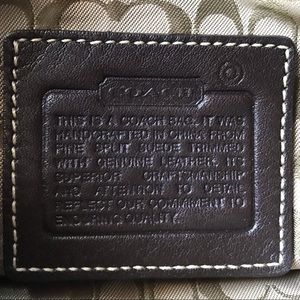 COACH
THIS IS A COACH BAG. IT WAS
HANDCRAFTED IN CHINA FROM
FINE SPLIT SUEDE TRIMMED
WITH GENUINE LEATHER. ITS
SUPERIOR CRAFTSMANSHIP
AND ATTENTION TO DETAIL
REFLECT OUR COMMITMENT TO
ENDURING QUALITY.